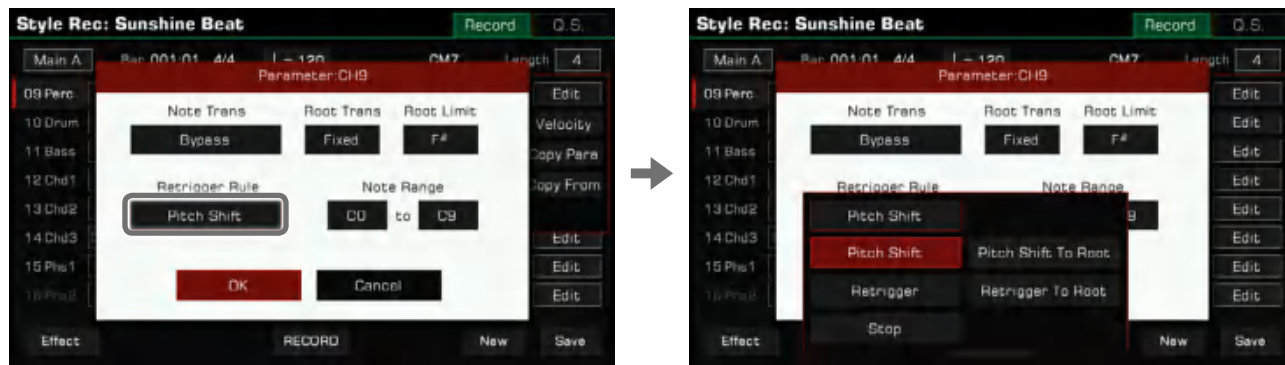 Style Rec: Sunshine Beat Record Q.S.
Main A Bar 001:01 4/4 = 120 CM7 Length 4
Parameter:CH9
09 Perc Edit
Note Trans Root Trans Root Limit
10 Drum Velocity
Bypass Fixed F#
11 Bass Copy Para
12 Chd1 Copy From
Retrigger Rule Note Range
13 Chd2
Pitch Shift C0 to C9
14 Chd3 Edit
15 Phs1 Edit
OK Cancel
16 Phs2 Edit
Effect RECORD New Save
Style Rec: Sunshine Beat Record Q.S.
Main A Bar 001:01 4/4 = 120 CM7 Length 4
Parameter:CH9
09 Perc Edit
Note Trans Root Trans Root Limit
10 Drum Edit
Bypass Fixed F#
11 Bass Edit
12 Chd1 Edit
Retrigger Rule Note Range
13 Chd2 Edit
Pitch Shift 9
14 Chd3 Edit
Pitch Shift Pitch Shift To Root
15 Phs1 Edit
Retrigger Retrigger To Root
16 Phs2 Edit
Stop
Effect New Save